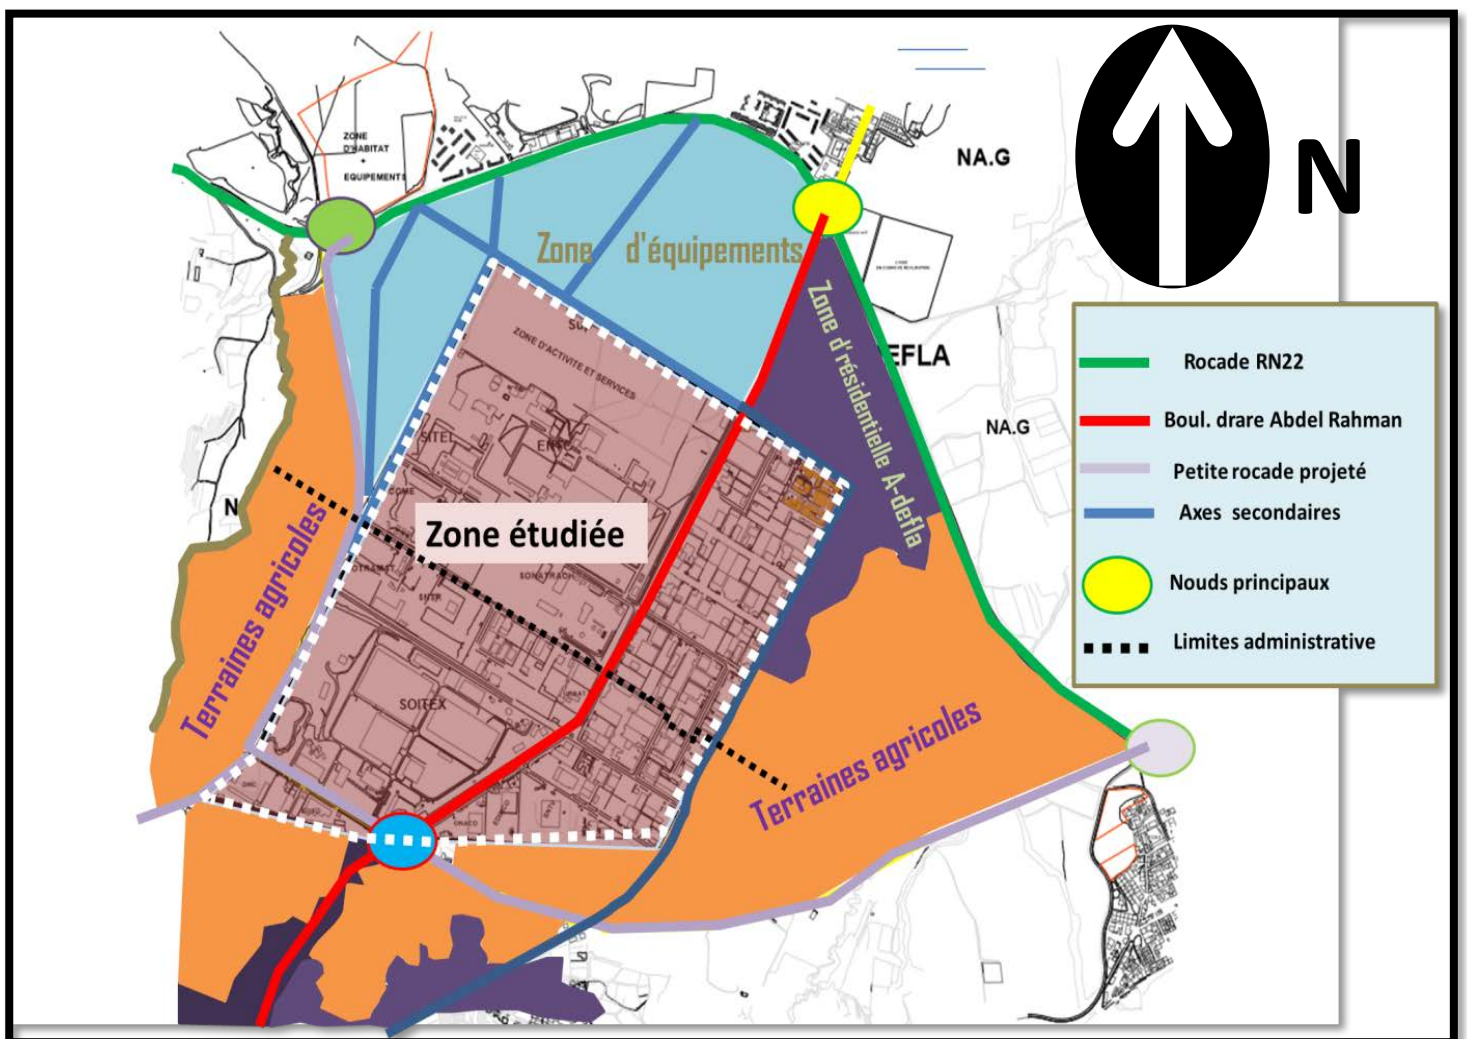 ZONE
D'HABITAT
+
EQUIPEMENTS
NA.G
N
Zone d'équipements
Zone d'résidentielle A-defla
EFLA
NA.G
ZONE D'ACTIVITE ET SERVICES
SITEL
Zone étudiée
N
SONATRACH
SNTR
SOITEX
Terraines agricoles
Terraines agricoles
Rocade RN22
Boul. drare Abdel Rahman
Petite rocade projeté
Axes secondaires
Nouds principaux
Limites administrative